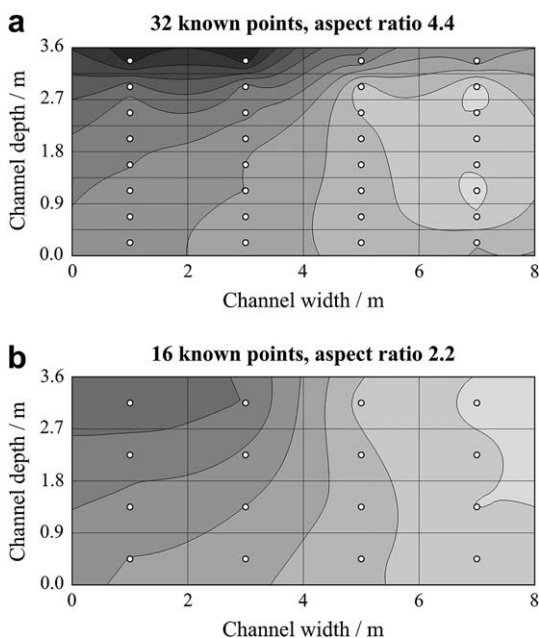 a
32 known points, aspect ratio 4.4
Channel depth / m
3.6
2.7
1.8
0.9
0.0
0 2 4 6 8
Channel width / m
b
16 known points, aspect ratio 2.2
Channel depth / m
3.6
2.7
1.8
0.9
0.0
0 2 4 6 8
Channel width / m